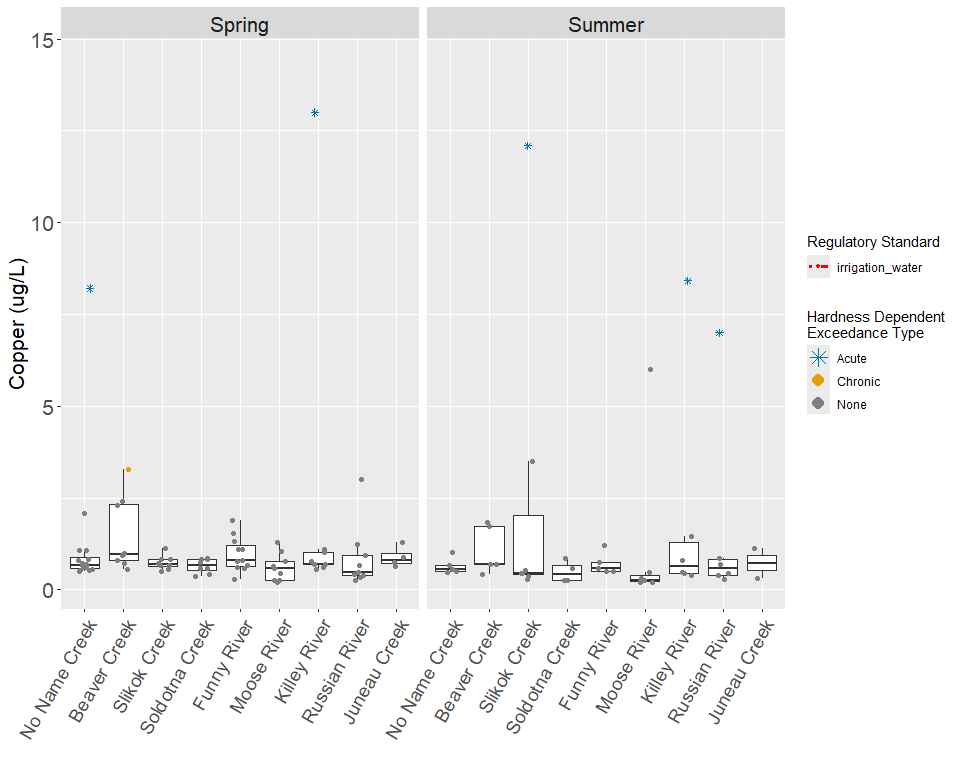 Spring
Summer
15
10
5
0
Copper (ug/L)
No Name Creek
Beaver Creek
Slikok Creek
Soldotna Creek
Funny River
Moose River
Killey River
Russian River
Juneau Creek
No Name Creek
Beaver Creek
Slikok Creek
Soldotna Creek
Funny River
Moose River
Killey River
Russian River
Juneau Creek
Regulatory Standard
irrigation_water
Hardness Dependent
Exceedance Type
Acute
Chronic
None